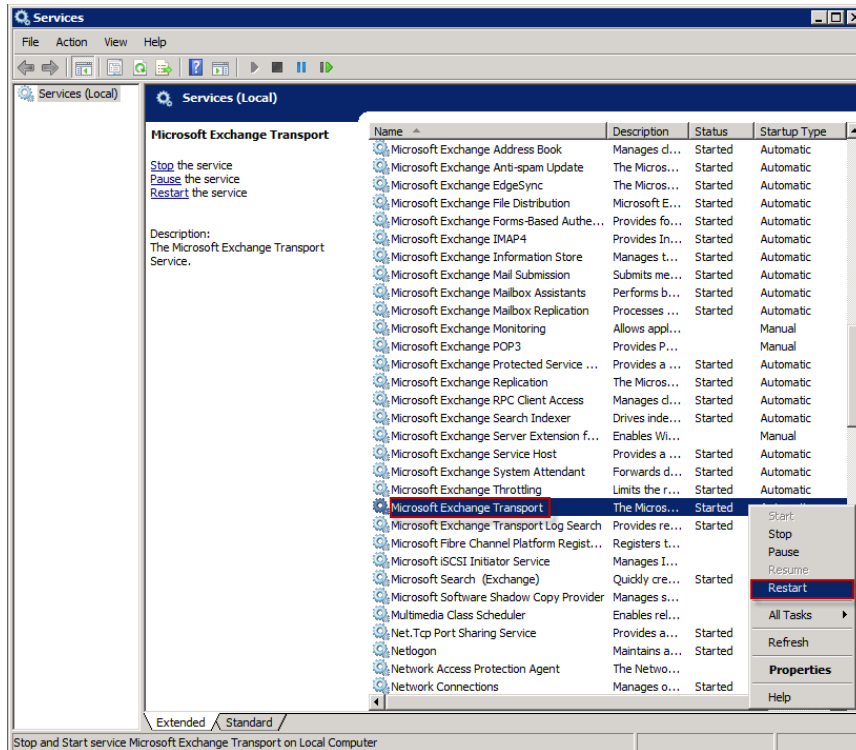 Services
File Action View Help
Services (Local)
Services (Local)
Microsoft Exchange Transport
Stop the service
Pause the service
Restart the service
Description:
The Microsoft Exchange Transport
Service.
Name Description Status Startup Type
Microsoft Exchange Address Book Manages cl... Started Automatic
Microsoft Exchange Anti-spam Update The Micros... Started Automatic
Microsoft Exchange EdgeSync The Micros... Started Automatic
Microsoft Exchange File Distribution Microsoft E... Started Automatic
Microsoft Exchange Forms-Based Authe... Provides fo... Started Automatic
Microsoft Exchange IMAP4 Provides In... Started Automatic
Microsoft Exchange Information Store Manages t... Started Automatic
Microsoft Exchange Mail Submission Submits me... Started Automatic
Microsoft Exchange Mailbox Assistants Performs b... Started Automatic
Microsoft Exchange Mailbox Replication Processes ... Started Automatic
Microsoft Exchange Monitoring Allows appl... Manual
Microsoft Exchange POP3 Provides P... Manual
Microsoft Exchange Protected Service ... Provides a ... Started Automatic
Microsoft Exchange Replication The Micros... Started Automatic
Microsoft Exchange RPC Client Access Manages cl... Started Automatic
Microsoft Exchange Search Indexer Drives inde... Started Automatic
Microsoft Exchange Server Extension f... Enables Wi... Manual
Microsoft Exchange Service Host Provides a ... Started Automatic
Microsoft Exchange System Attendant Forwards d... Started Automatic
Microsoft Exchange Throttling Limits the r... Started Automatic
Microsoft Exchange Transport The Micros... Started
Microsoft Exchange Transport Log Search Provides re... Started
Microsoft Fibre Channel Platform Regist... Registers t...
Microsoft iSCSI Initiator Service Manages I...
Microsoft Search (Exchange) Quickly cre... Started
Microsoft Software Shadow Copy Provider Manages s...
Multimedia Class Scheduler Enables rel...
Net.Tcp Port Sharing Service Provides a... Started
Netlogon Maintains a... Started
Network Access Protection Agent The Netwo...
Network Connections Manages o... Started
Start
Stop
Pause
Resume
Restart
All Tasks
Refresh
Properties
Help
Extended Standard
Stop and Start service Microsoft Exchange Transport on Local Computer